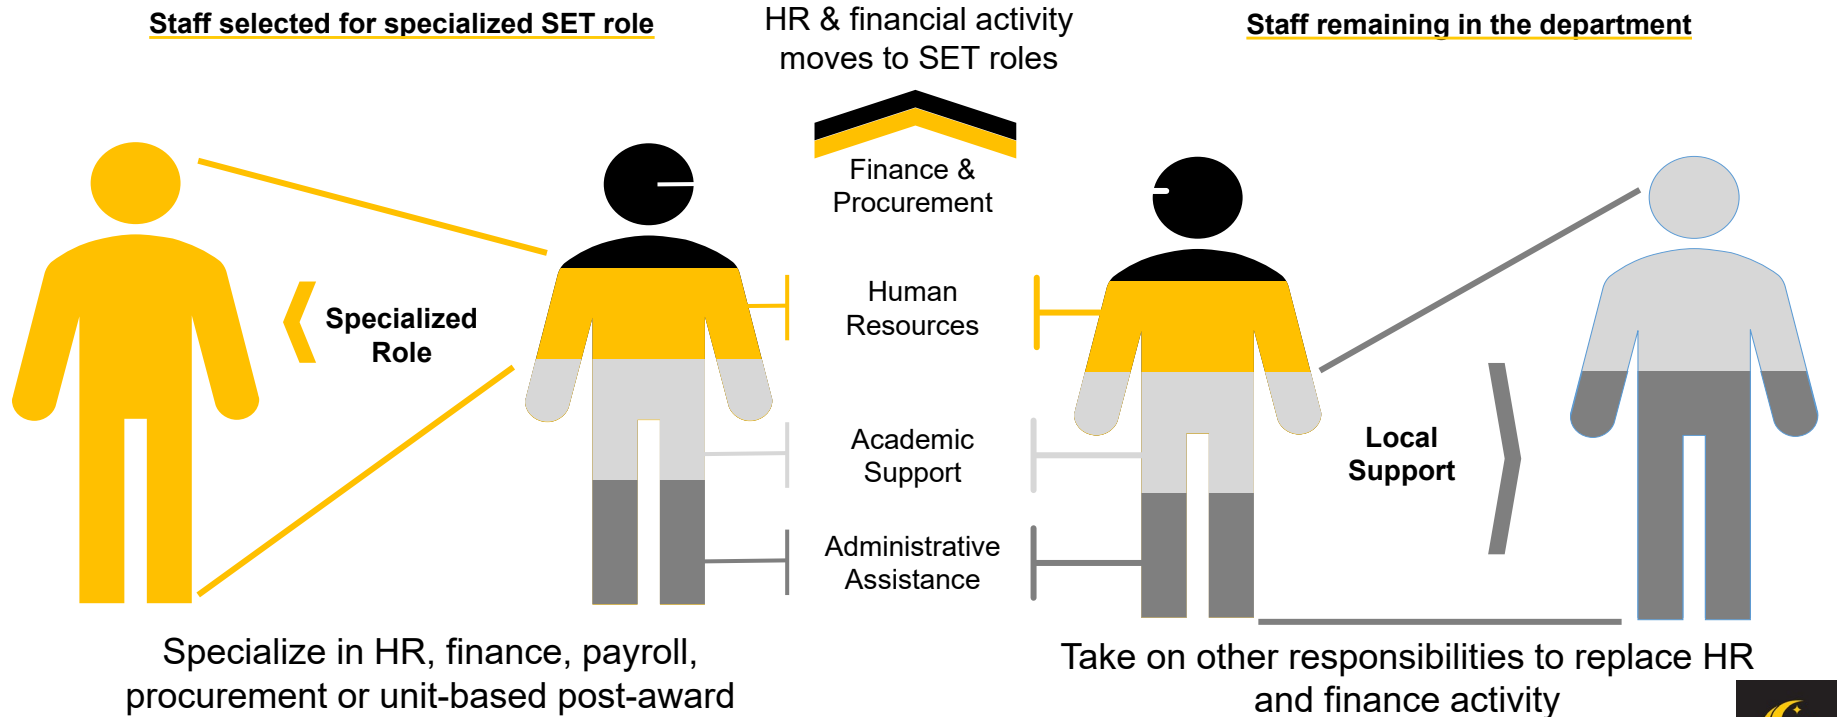 Staff selected for specialized SET role
HR & financial activity
moves to SET roles
Staff remaining in the department
Finance &
Procurement
Human
Resources
Specialized
Role
Academic
Support
Local
Support
Administrative
Assistance
Specialize in HR, finance, payroll,
procurement or unit-based post-award
Take on other responsibilities to replace HR
and finance activity